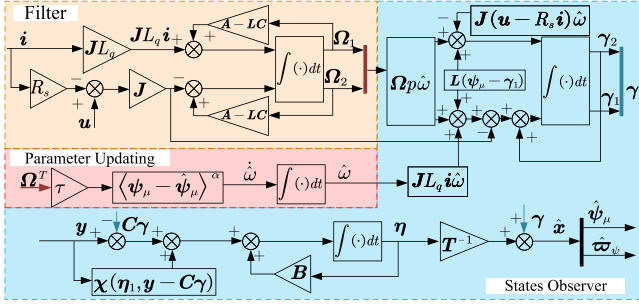 Filter
i
JL_q
JL_q i
A − LC
Ω_1
∫(·)dt
Ω_2
R_s
J
A − LC
u
J(u − R_s i)ω̂
Ωpω̂
L(ψ_μ − γ_1)
∫(·)dt
γ_2
γ_1
γ
JL_q iω̂
Parameter Updating
Ω^T
τ
⟨ψ_μ − ψ̂_μ⟩^α
ω̂̇
∫(·)dt
ω̂
y
Cγ
χ(η_1, y − Cγ)
B
∫(·)dt
η
T^{-1}
γ
x̂
ψ̂_μ
ϖ̂_ψ
States Observer